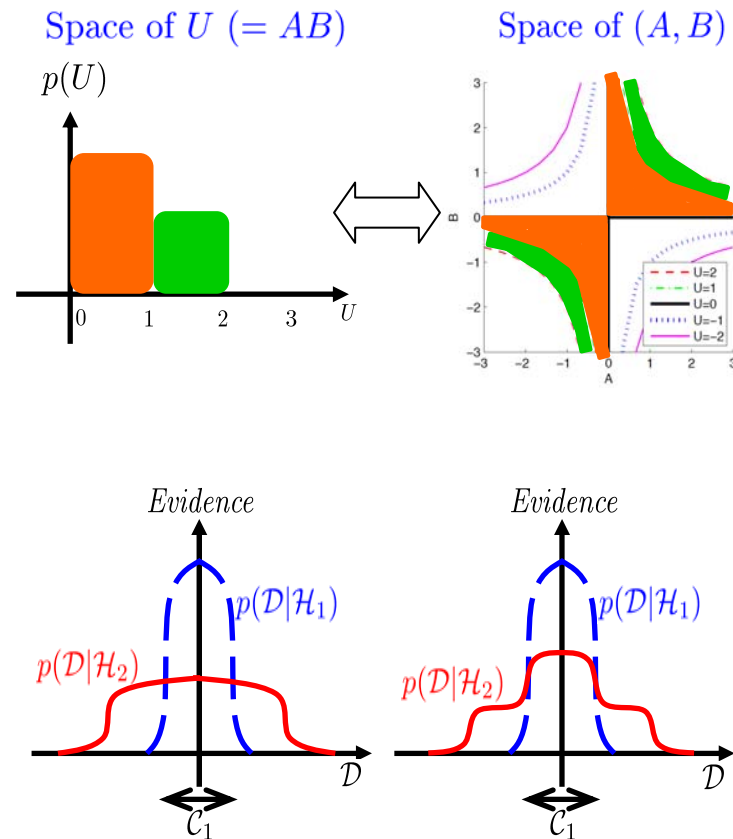 Space of U (= AB)
Space of (A, B)
p(U)
0 1 2 3 U
3
2
1
0
−1
−2
−3
B
−3 −2 −1 0 1 2 3
A
U=2
U=1
U=0
U=−1
U=−2
Evidence
p(𝒟|ℋ₁)
p(𝒟|ℋ₂)
𝒟
𝒞₁
Evidence
p(𝒟|ℋ₁)
p(𝒟|ℋ₂)
𝒟
𝒞₁